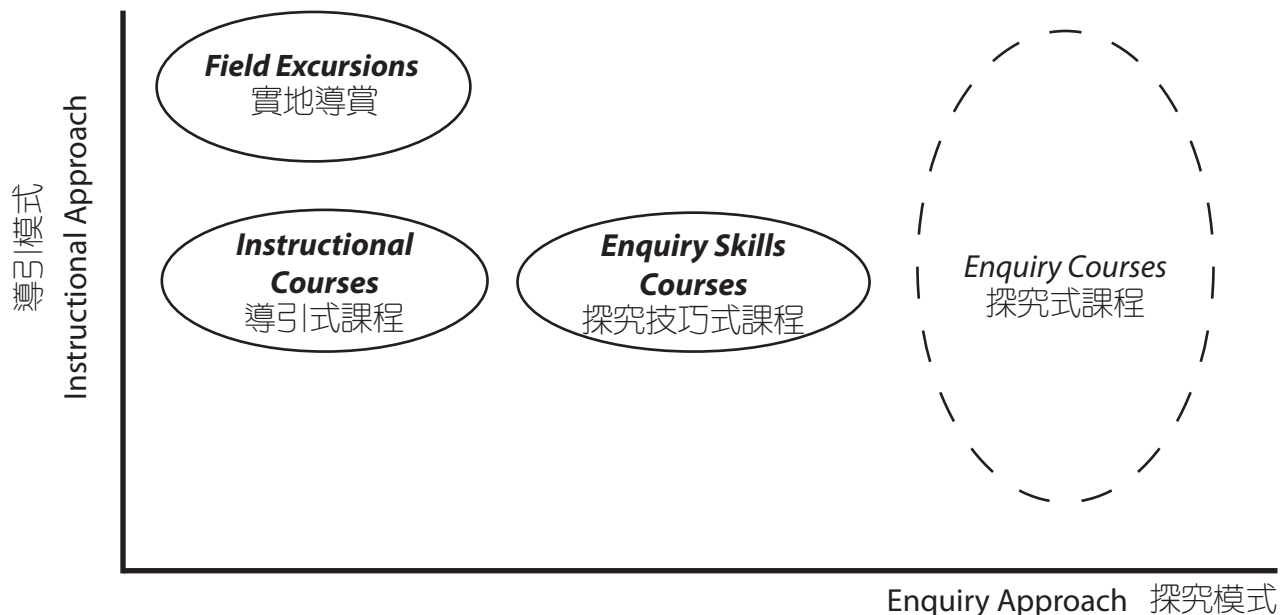 Field Excursions
實地導賞
導引模式
Instructional Approach
Instructional
Courses
導引式課程
Enquiry Skills
Courses
探究技巧式課程
Enquiry Courses
探究式課程
Enquiry Approach 探究模式